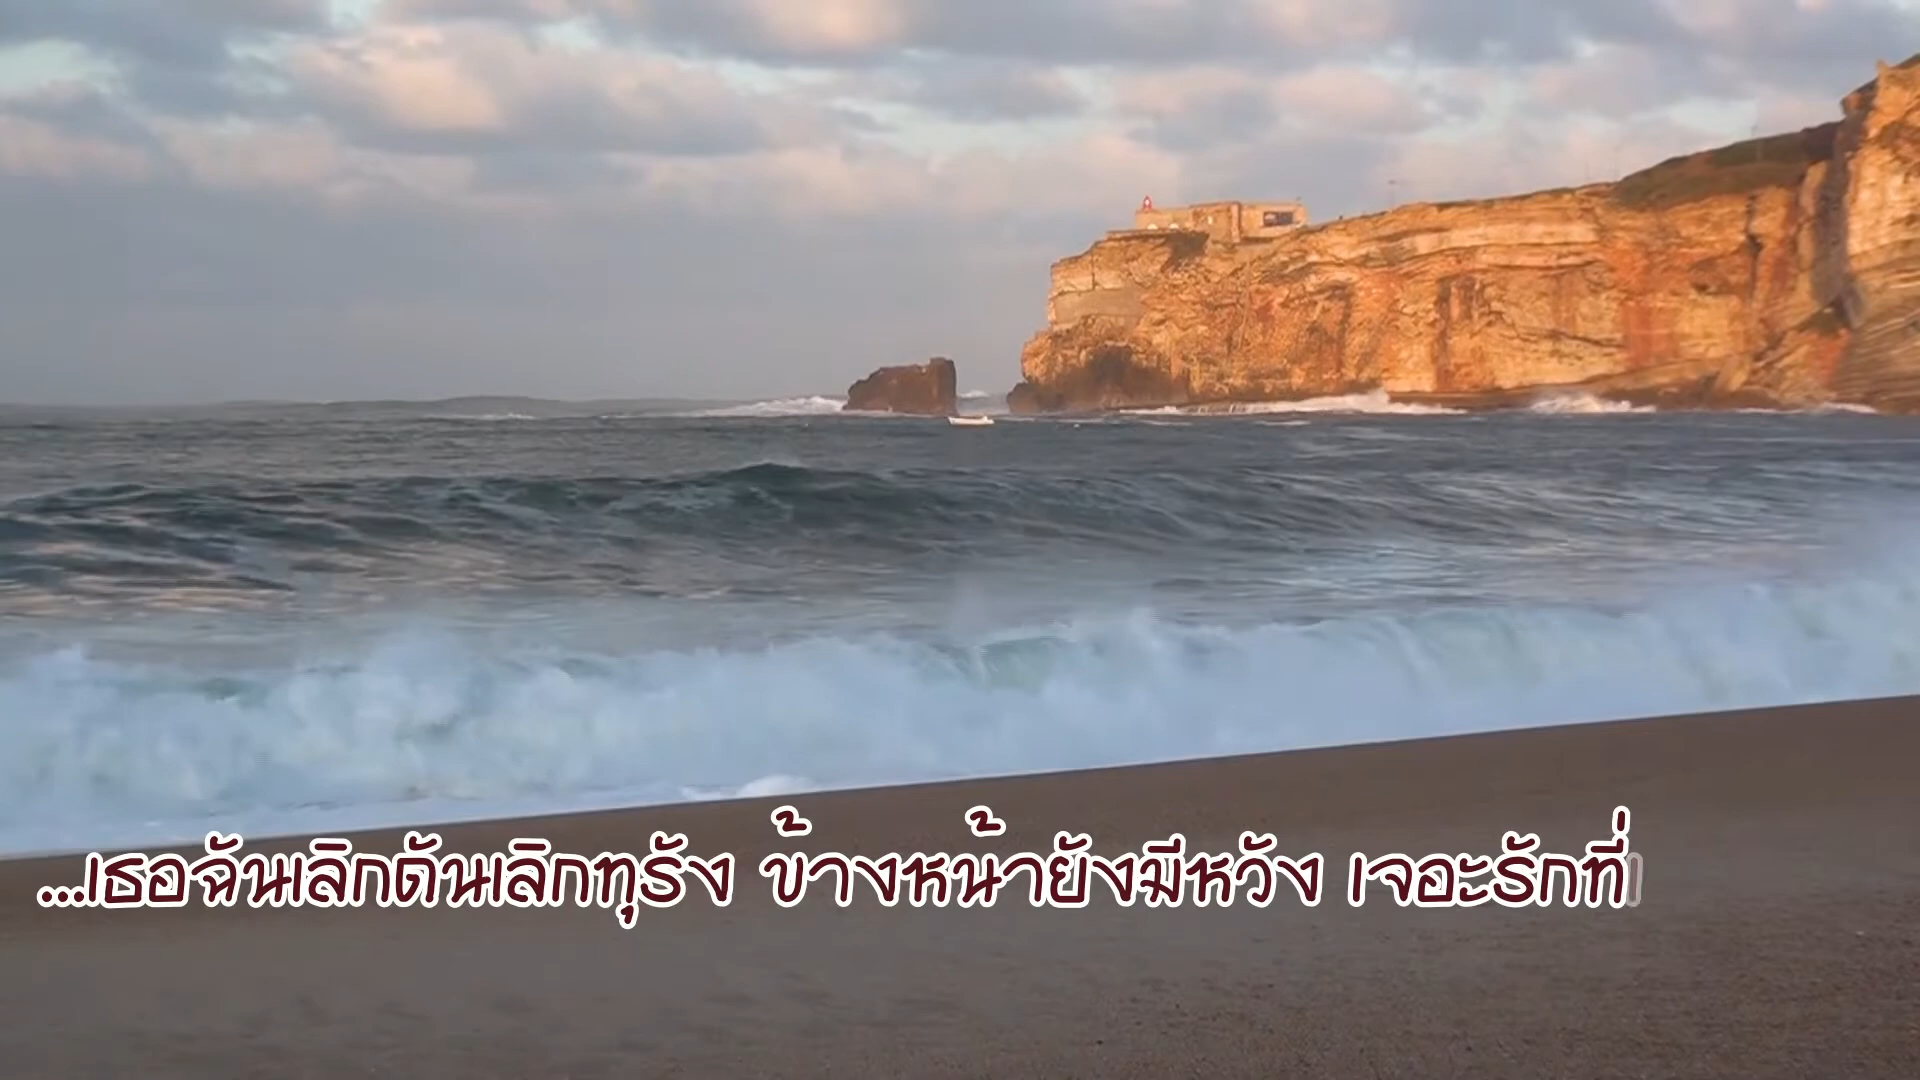 ...เธอฉันเลิกดันเลิกทุรัง ข้างหน้ายังมีหวัง เจอะรักที่